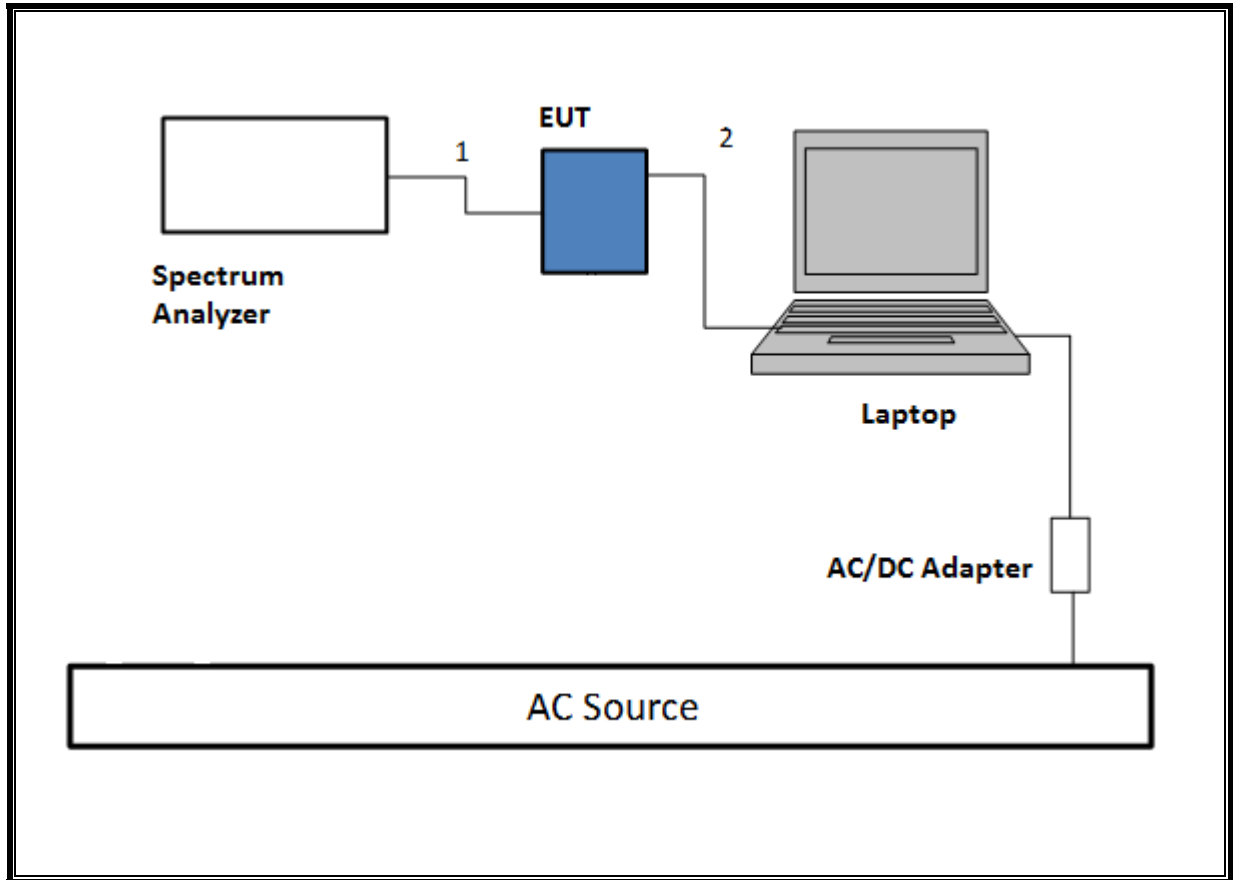 EUT
1
2
Spectrum
Analyzer
Laptop
AC/DC Adapter
AC Source